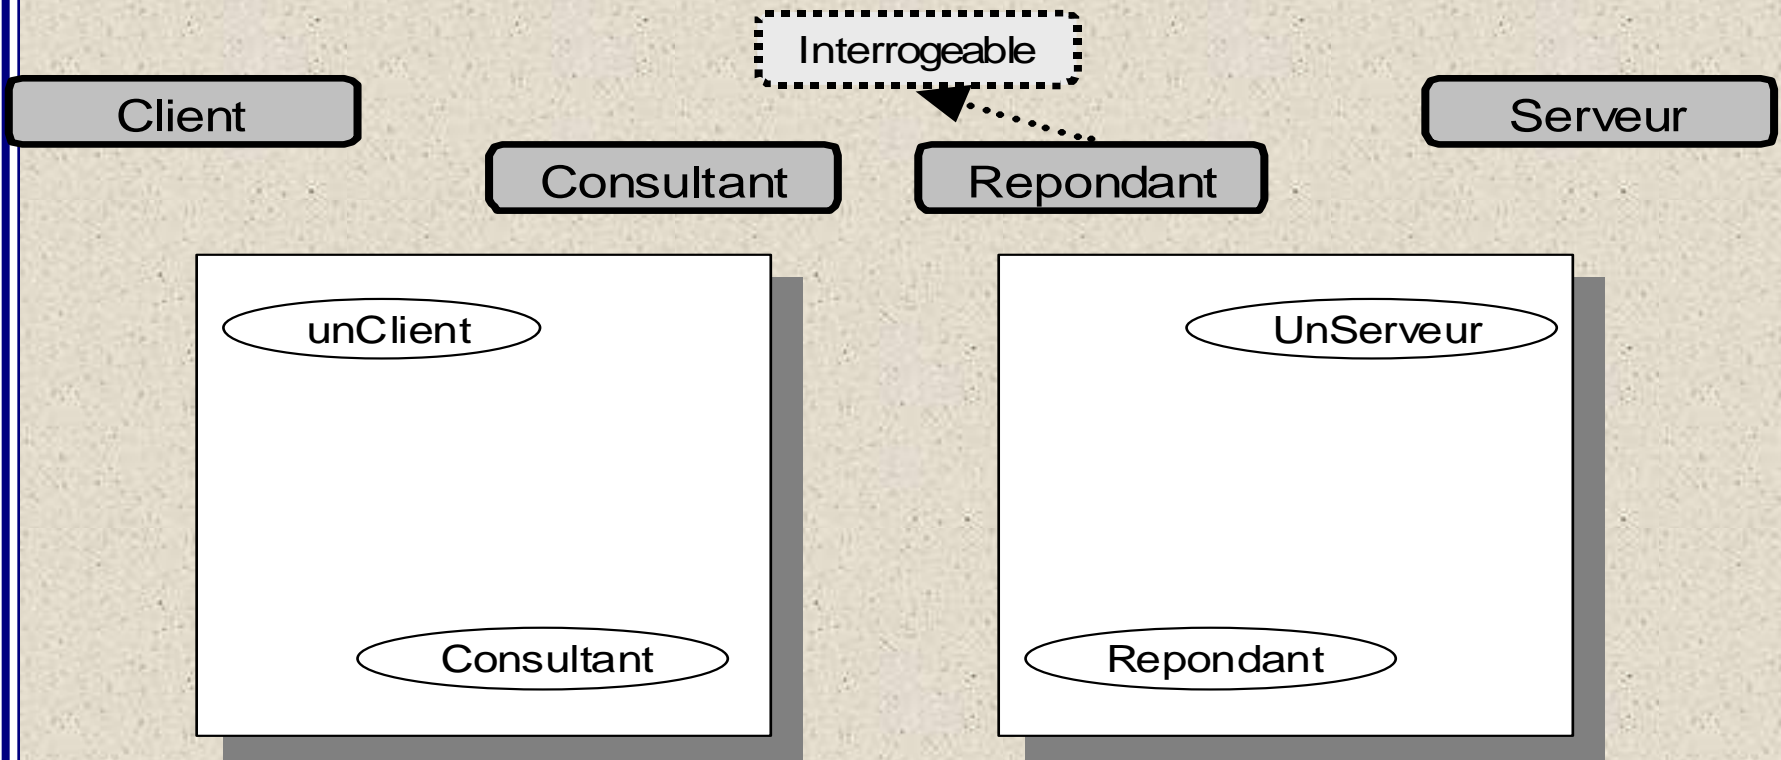 Interrogeable
Client
Serveur
Consultant
Repondant
unClient
UnServeur
Consultant
Repondant